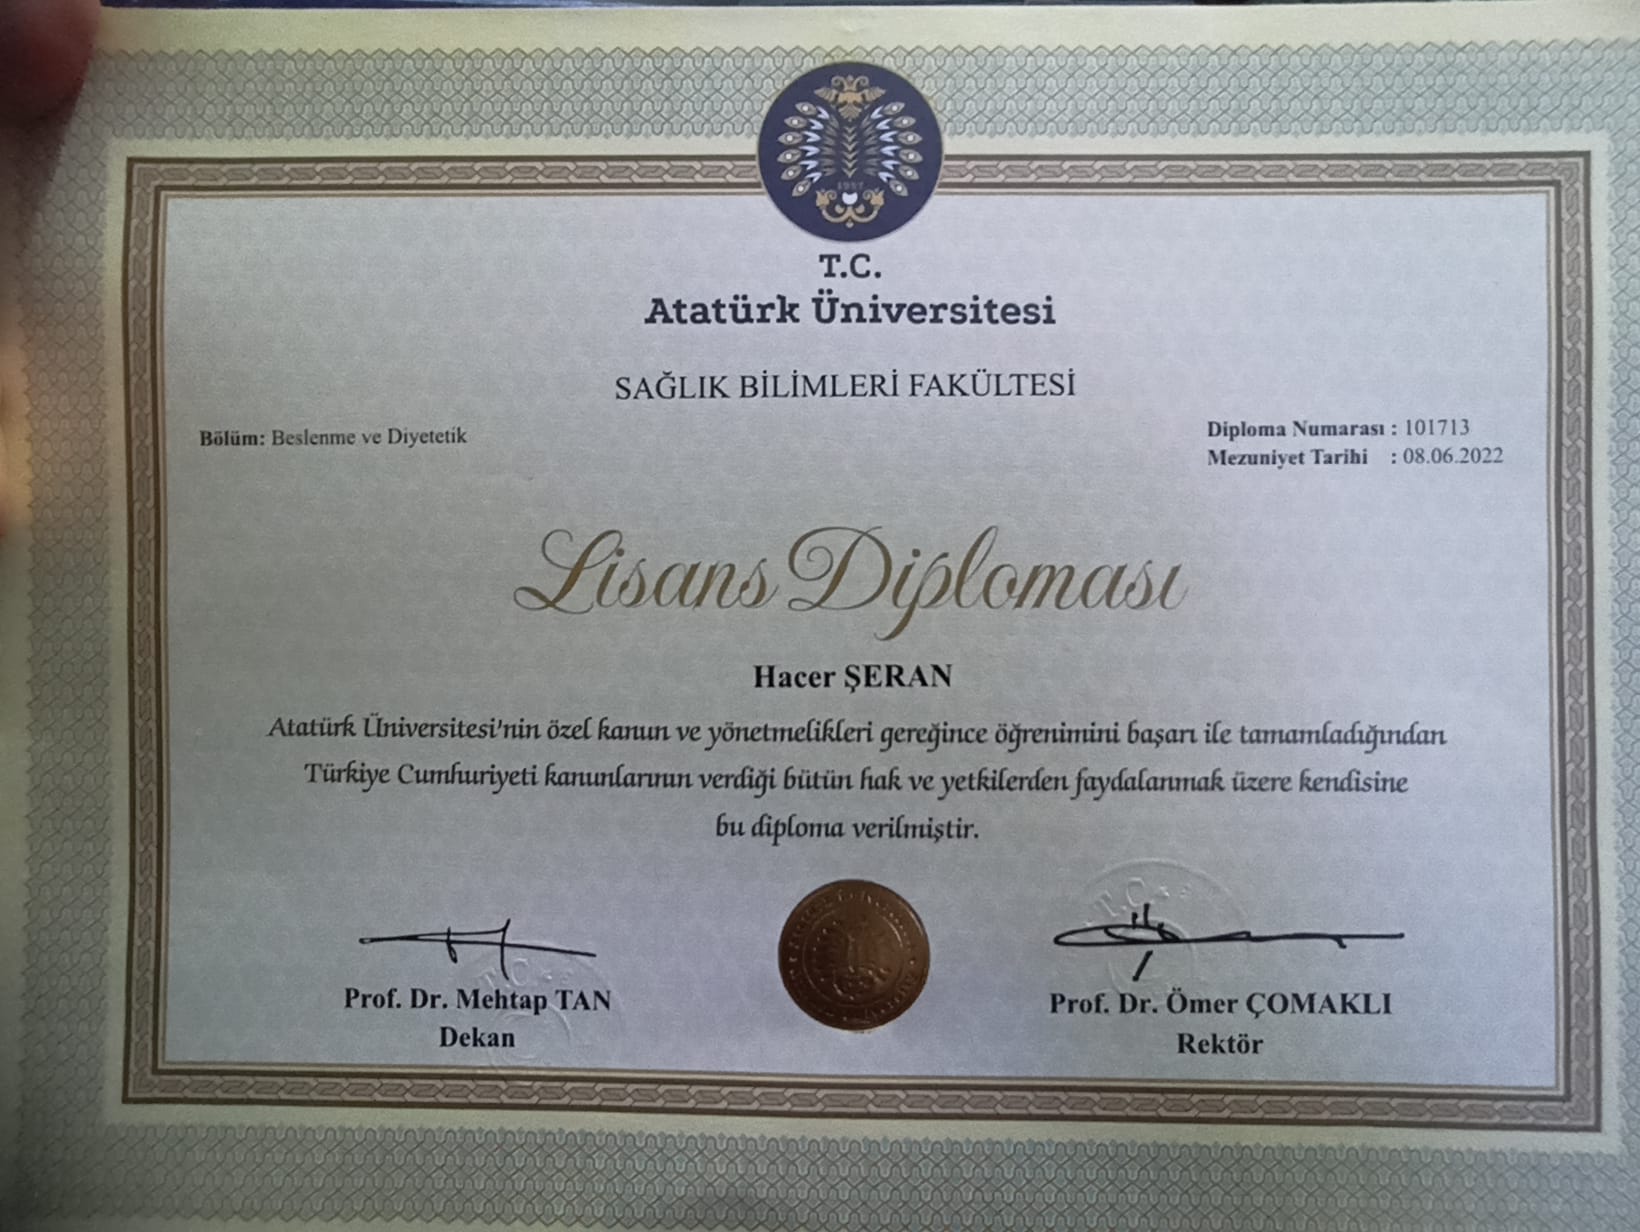 1957
T.C.
Atatürk Üniversitesi
SAĞLIK BİLİMLERİ FAKÜLTESİ
Bölüm: Beslenme ve Diyetetik
Diploma Numarası : 101713
Mezuniyet Tarihi : 08.06.2022
Lisans Diploması
Hacer ŞERAN
Atatürk Üniversitesi'nin özel kanun ve yönetmelikleri gereğince öğrenimini başarı ile tamamladığından
Türkiye Cumhuriyeti kanunlarının verdiği bütün hak ve yetkilerden faydalanmak üzere kendisine
bu diploma verilmiştir.
T.C.
T.C.
Prof. Dr. Mehtap TAN
Dekan
Prof. Dr. Ömer ÇOMAKLI
Rektör